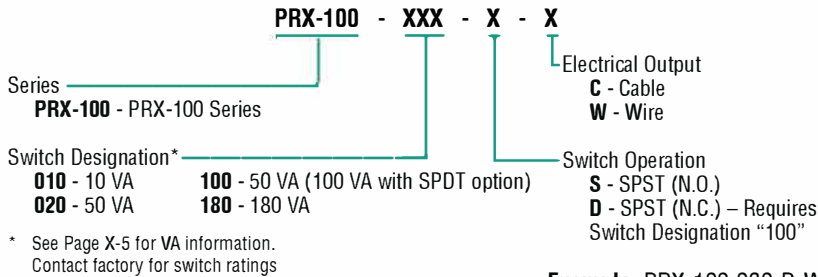 PRX-100 - XXX - X - X
Electrical Output
C - Cable
W - Wire
Series
PRX-100 - PRX-100 Series
Switch Designation*
010 - 10 VA 100 - 50 VA (100 VA with SPDT option)
020 - 50 VA 180 - 180 VA
Switch Operation
S - SPST (N.O.)
D - SPST (N.C.) – Requires
Switch Designation “100”
* See Page X-5 for VA information.
Contact factory for switch ratings